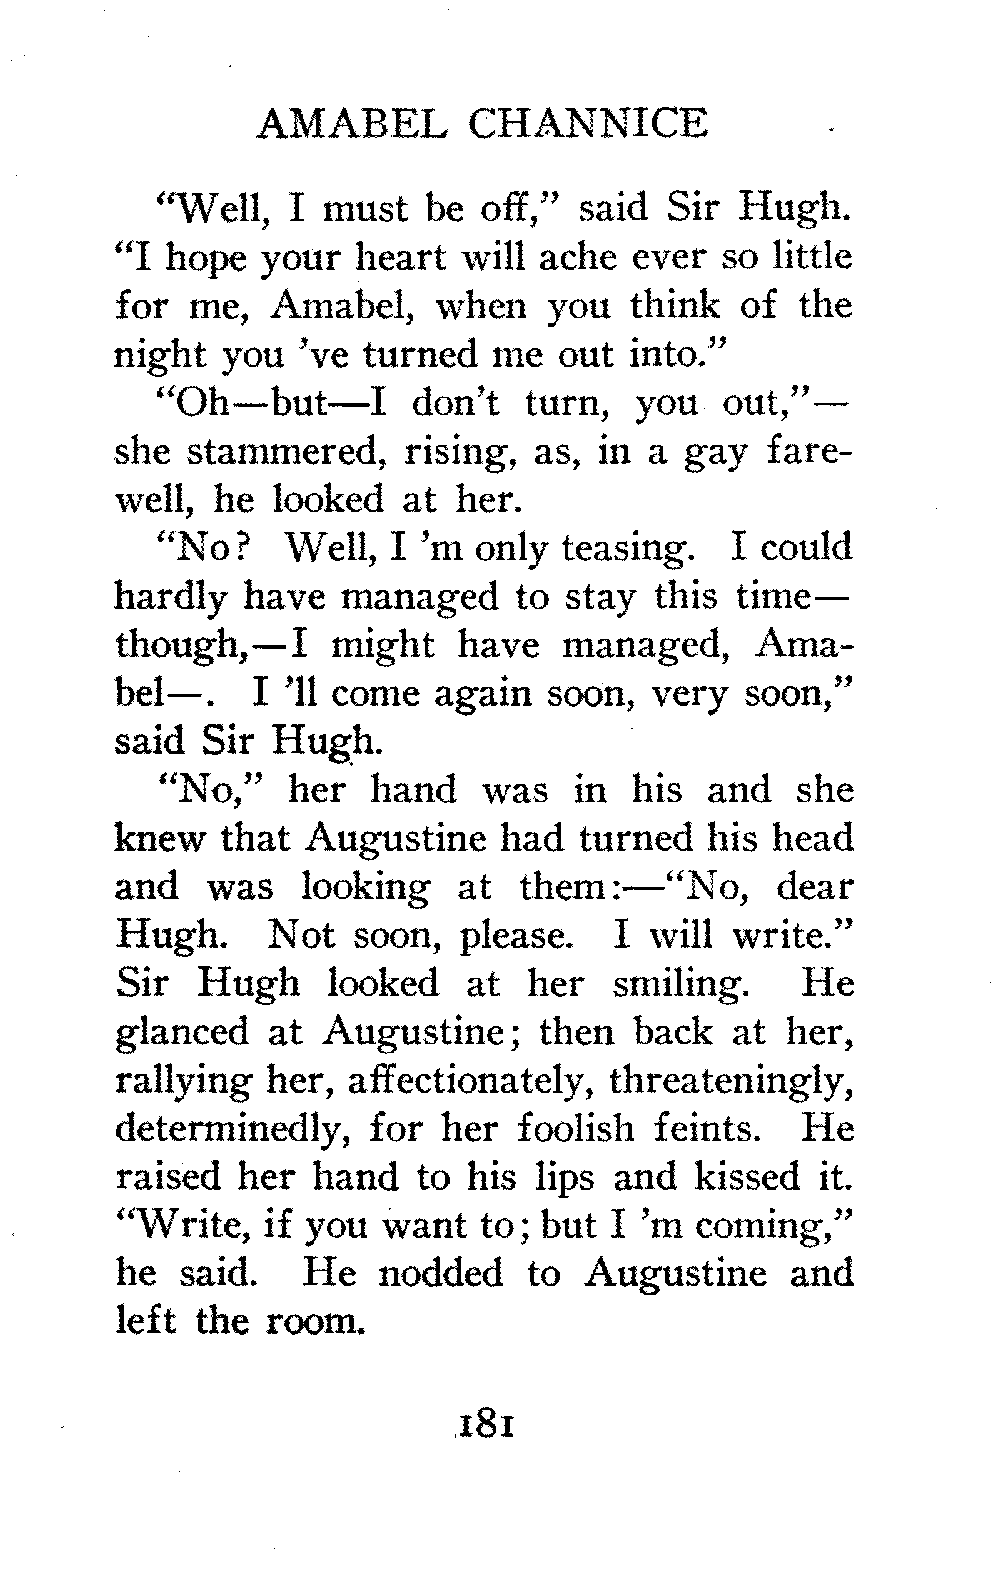 AMABEL CHANNICE
“Well, I must be off,” said Sir Hugh.
“I hope your heart will ache ever so little
for me, Amabel, when you think of the
night you ’ve turned me out into.”
“Oh—but—I don’t turn, you out,”—
she stammered, rising, as, in a gay fare-
well, he looked at her.
“No? Well, I ’m only teasing. I could
hardly have managed to stay this time—
though,—I might have managed, Ama-
bel—. I ’ll come again soon, very soon,”
said Sir Hugh.
“No,” her hand was in his and she
knew that Augustine had turned his head
and was looking at them:—“No, dear
Hugh. Not soon, please. I will write.”
Sir Hugh looked at her smiling. He
glanced at Augustine; then back at her,
rallying her, affectionately, threateningly,
determinedly, for her foolish feints. He
raised her hand to his lips and kissed it.
“Write, if you want to; but I ’m coming,”
he said. He nodded to Augustine and
left the room.
181